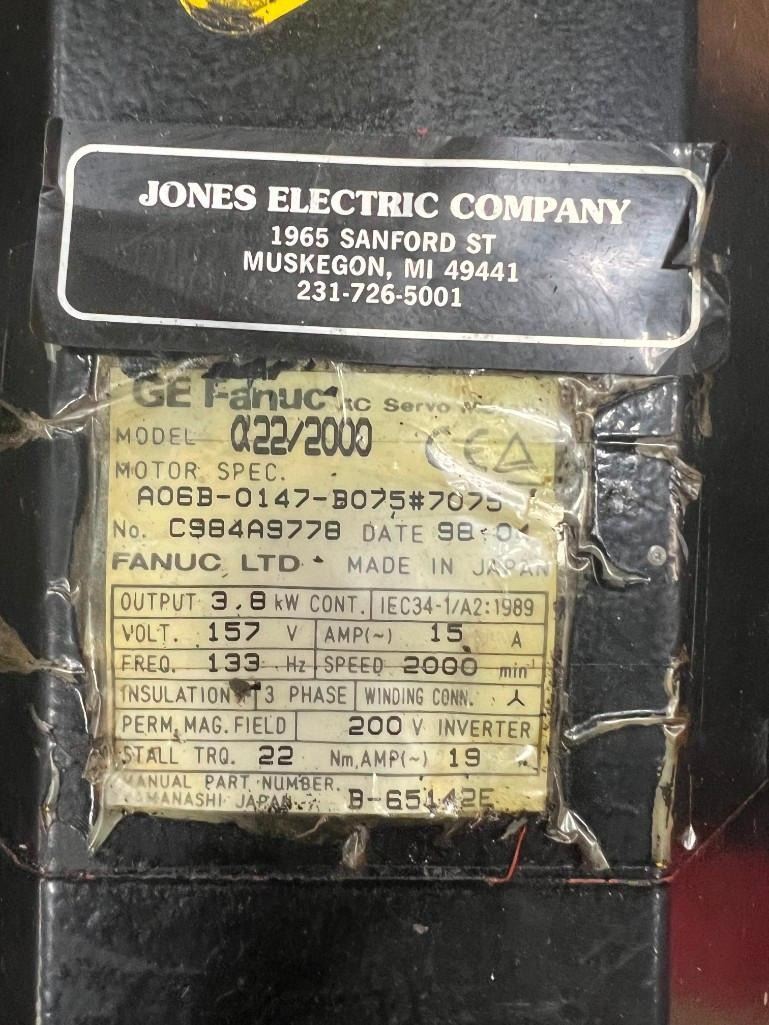 JONES ELECTRIC COMPANY
1965 SANFORD ST
MUSKEGON, MI 49441
231-726-5001
GE Fanuc AC Servo
MODEL α22/2000 CE
MOTOR SPEC.
A06B-0147-B075#7075
No. C984A9778 DATE 98.04
FANUC LTD MADE IN JAPAN
OUTPUT 3.8 kW CONT. IEC34-1/A2:1989
VOLT. 157 V AMP(~) 15 A
FREQ. 133 Hz SPEED 2000 min⁻¹
INSULATION 3 PHASE WINDING CONN.
PERM. MAG. FIELD 200 V INVERTER
STALL TRQ. 22 Nm, AMP(~) 19
MANUAL PART NUMBER.
YAMANASHI JAPAN. B-65142E